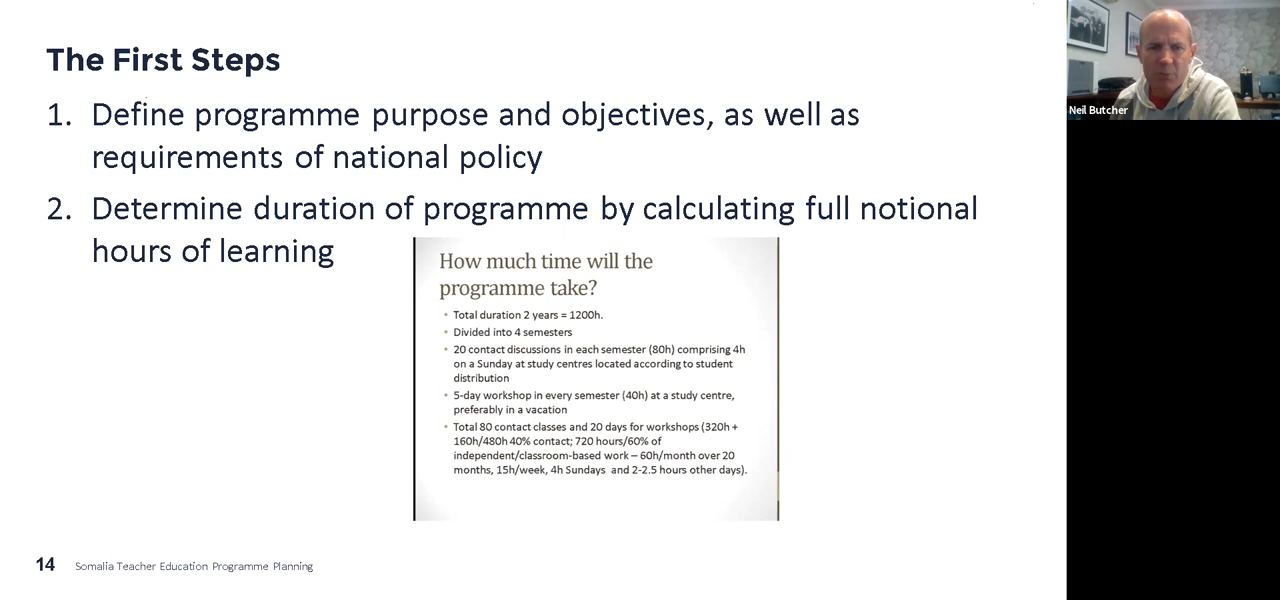 The First Steps
1. Define programme purpose and objectives, as well as
requirements of national policy
2. Determine duration of programme by calculating full notional
hours of learning
How much time will the
programme take?
• Total duration 2 years = 1200h.
• Divided into 4 semesters
• 20 contact discussions in each semester (80h) comprising 4h
on a Sunday at study centres located according to student
distribution
• 5-day workshop in every semester (40h) at a study centre,
preferably in a vacation
• Total 80 contact classes and 20 days for workshops (320h +
160h/480h 40% contact; 720 hours/60% of
independent/classroom-based work – 60h/month over 20
months, 15h/week, 4h Sundays and 2-2.5 hours other days).
14 Somalia Teacher Education Programme Planning
Neil Butcher